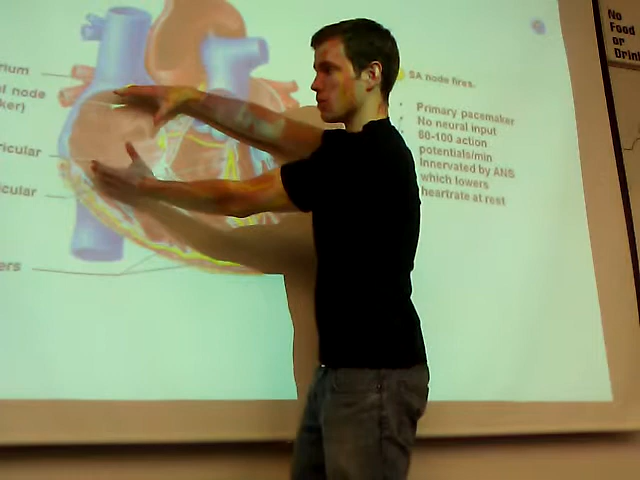 rium
l node
ker)
ricular
icular
ers
SA node fires.
Primary pacemaker
No neural input
60-100 action
potentials/min
Innervated by ANS
which lowers
heartrate at rest
No
Food
or
Drink